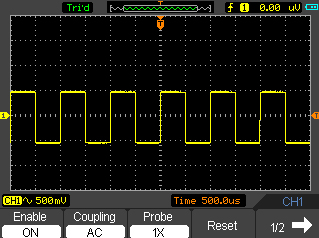 T
Tri'd 1 0.00 uV
T
1 T
CH1 500mV Time 500.0us CH1
Enable Coupling Probe Reset 1/2
ON AC 1X